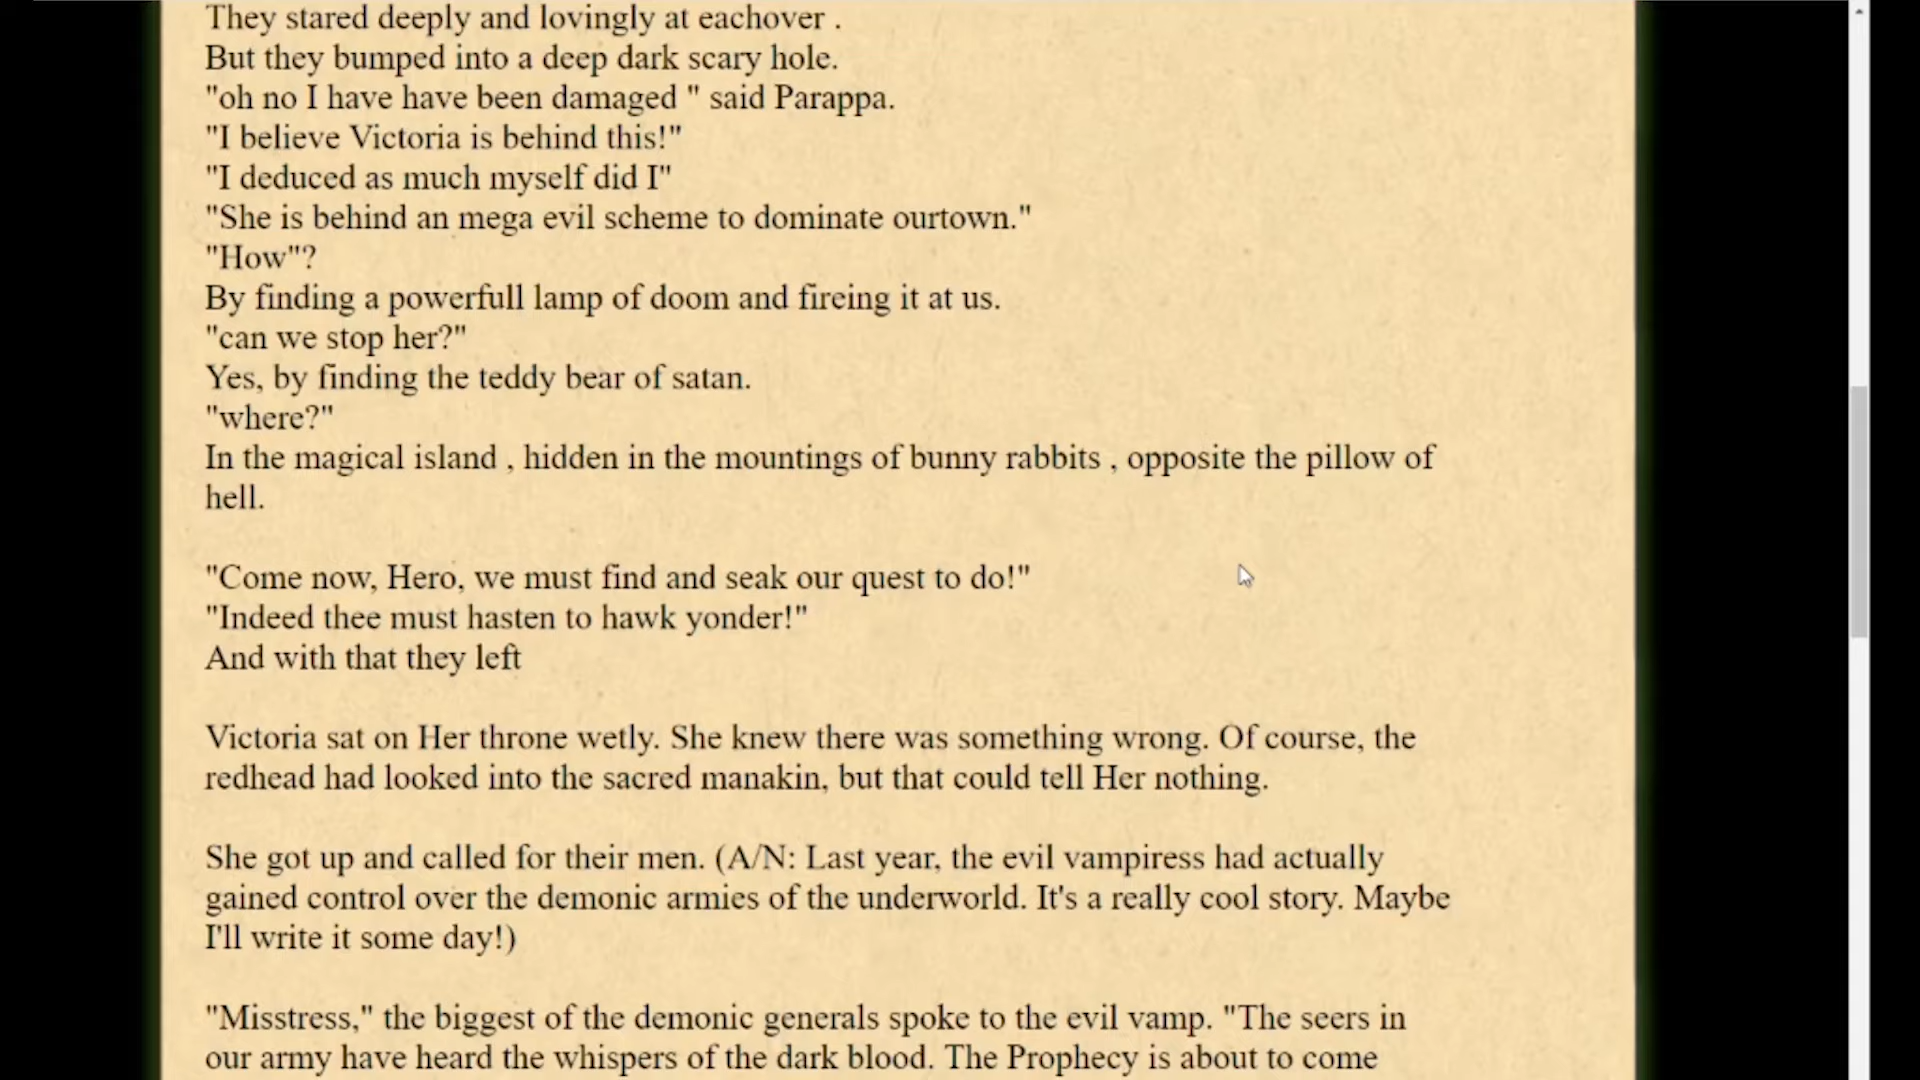 They stared deeply and lovingly at eachover .
But they bumped into a deep dark scary hole.
"oh no I have have been damaged " said Parappa.
"I believe Victoria is behind this!"
"I deduced as much myself did I"
"She is behind an mega evil scheme to dominate ourtown."
"How"?
By finding a powerfull lamp of doom and fireing it at us.
"can we stop her?"
Yes, by finding the teddy bear of satan.
"where?"
In the magical island , hidden in the mountings of bunny rabbits , opposite the pillow of
hell.
"Come now, Hero, we must find and seak our quest to do!"
"Indeed thee must hasten to hawk yonder!"
And with that they left
Victoria sat on Her throne wetly. She knew there was something wrong. Of course, the
redhead had looked into the sacred manakin, but that could tell Her nothing.
She got up and called for their men. (A/N: Last year, the evil vampiress had actually
gained control over the demonic armies of the underworld. It's a really cool story. Maybe
I'll write it some day!)
"Misstress," the biggest of the demonic generals spoke to the evil vamp. "The seers in
our army have heard the whispers of the dark blood. The Prophecy is about to come